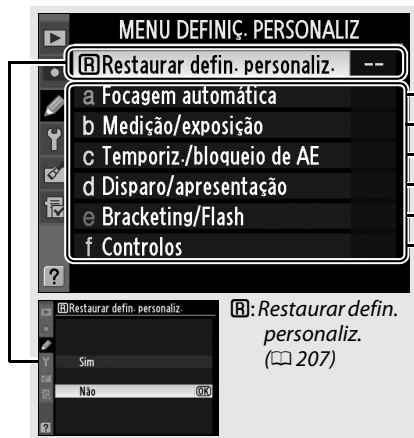 MENU DEFINIÇ. PERSONALIZ
R Restaurar defin. personaliz. --
a Focagem automática
b Medição/exposição
c Temporiz./bloqueio de AE
d Disparo/apresentação
e Bracketing/Flash
f Controlos
?
R Restaurar defin. personaliz.
Sim
Não OK
?
R: Restaurar defin.
personaliz.
(📖 207)